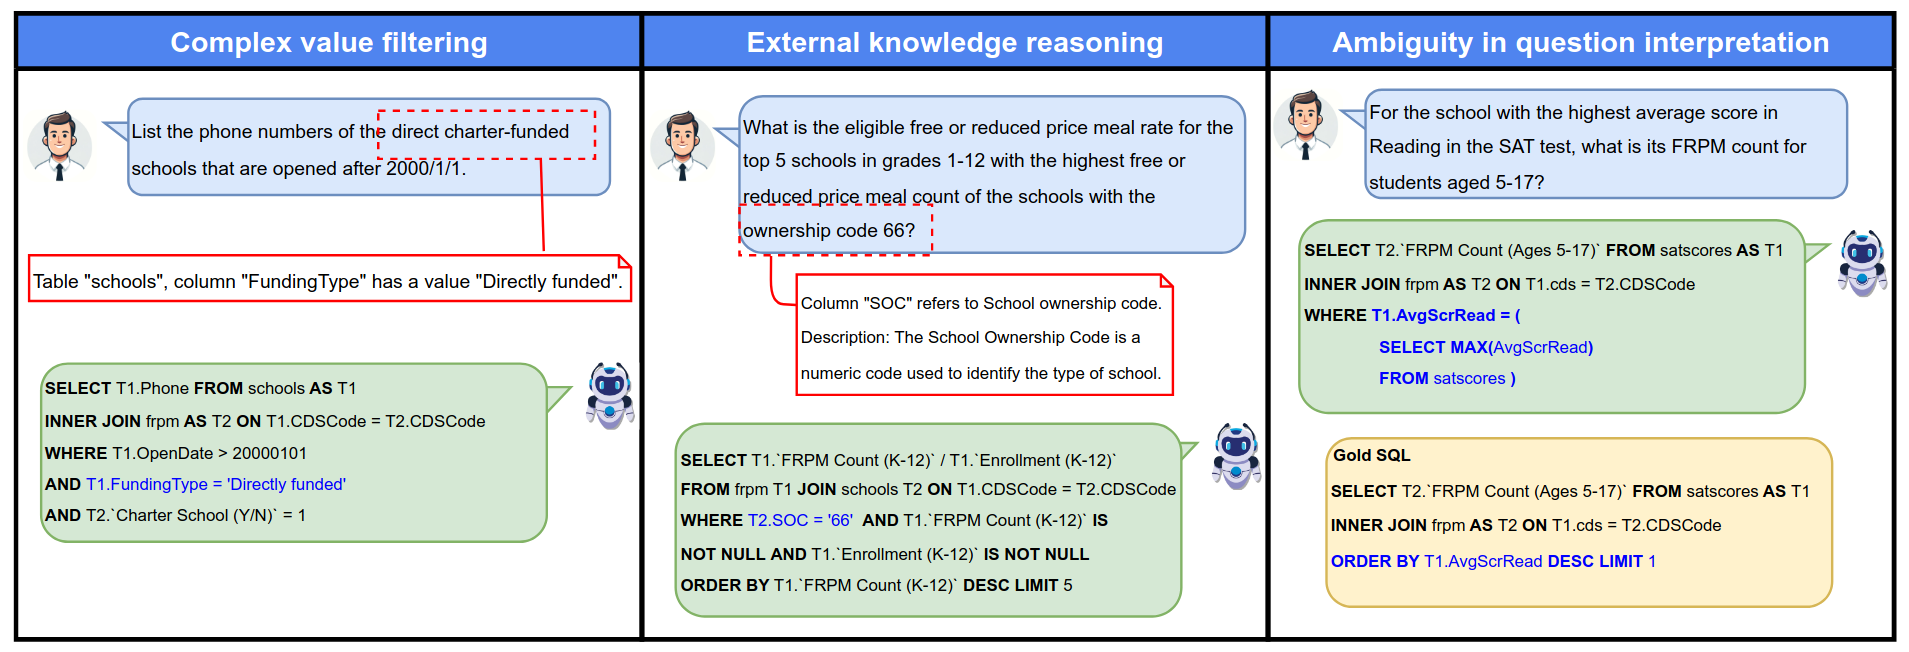 Complex value filtering
List the phone numbers of the direct charter-funded
schools that are opened after 2000/1/1.
Table "schools", column "FundingType" has a value "Directly funded".
SELECT T1.Phone FROM schools AS T1
INNER JOIN frpm AS T2 ON T1.CDSCode = T2.CDSCode
WHERE T1.OpenDate > 20000101
AND T1.FundingType = 'Directly funded'
AND T2.`Charter School (Y/N)` = 1
External knowledge reasoning
What is the eligible free or reduced price meal rate for the
top 5 schools in grades 1-12 with the highest free or
reduced price meal count of the schools with the
ownership code 66?
Column "SOC" refers to School ownership code.
Description: The School Ownership Code is a
numeric code used to identify the type of school.
SELECT T1.`FRPM Count (K-12)` / T1.`Enrollment (K-12)`
FROM frpm T1 JOIN schools T2 ON T1.CDSCode = T2.CDSCode
WHERE T2.SOC = '66' AND T1.`FRPM Count (K-12)` IS
NOT NULL AND T1.`Enrollment (K-12)` IS NOT NULL
ORDER BY T1.`FRPM Count (K-12)` DESC LIMIT 5
Ambiguity in question interpretation
For the school with the highest average score in
Reading in the SAT test, what is its FRPM count for
students aged 5-17?
SELECT T2.`FRPM Count (Ages 5-17)` FROM satscores AS T1
INNER JOIN frpm AS T2 ON T1.cds = T2.CDSCode
WHERE T1.AvgScrRead = (
SELECT MAX(AvgScrRead)
FROM satscores )
Gold SQL
SELECT T2.`FRPM Count (Ages 5-17)` FROM satscores AS T1
INNER JOIN frpm AS T2 ON T1.cds = T2.CDSCode
ORDER BY T1.AvgScrRead DESC LIMIT 1